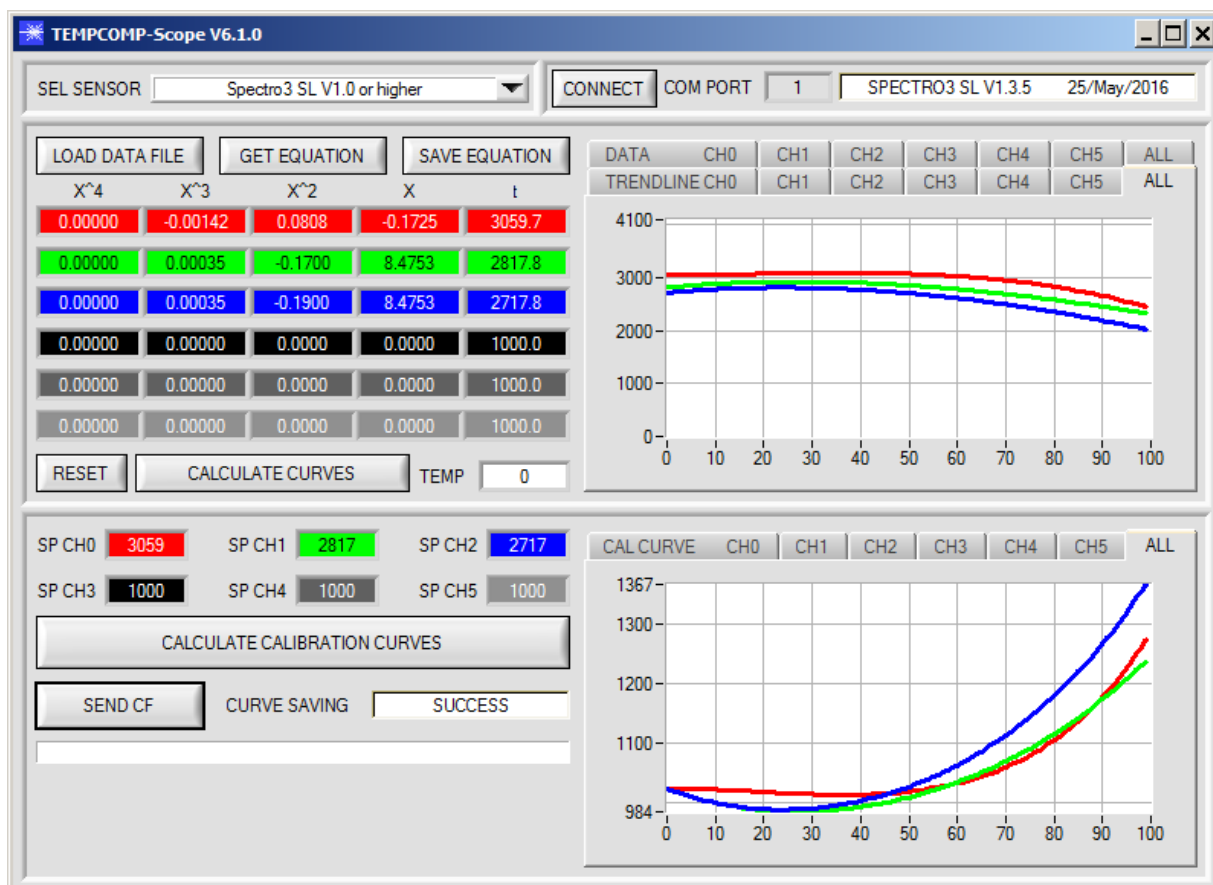 TEMPCOMP-Scope V6.1.0
SEL SENSOR Spectro3 SL V1.0 or higher CONNECT COM PORT 1 SPECTRO3 SL V1.3.5 25/May/2016
LOAD DATA FILE GET EQUATION SAVE EQUATION
X^4 X^3 X^2 X t
0.00000 -0.00142 0.0808 -0.1725 3059.7
0.00000 0.00035 -0.1700 8.4753 2817.8
0.00000 0.00035 -0.1900 8.4753 2717.8
0.00000 0.00000 0.0000 0.0000 1000.0
0.00000 0.00000 0.0000 0.0000 1000.0
0.00000 0.00000 0.0000 0.0000 1000.0
RESET CALCULATE CURVES TEMP 0
DATA CH0 CH1 CH2 CH3 CH4 CH5 ALL
TRENDLINE CH0 CH1 CH2 CH3 CH4 CH5 ALL
4100
3000
2000
1000
0
0 10 20 30 40 50 60 70 80 90 100
SP CH0 3059 SP CH1 2817 SP CH2 2717
SP CH3 1000 SP CH4 1000 SP CH5 1000
CALCULATE CALIBRATION CURVES
SEND CF CURVE SAVING SUCCESS
CAL CURVE CH0 CH1 CH2 CH3 CH4 CH5 ALL
1367
1300
1200
1100
984
0 10 20 30 40 50 60 70 80 90 100